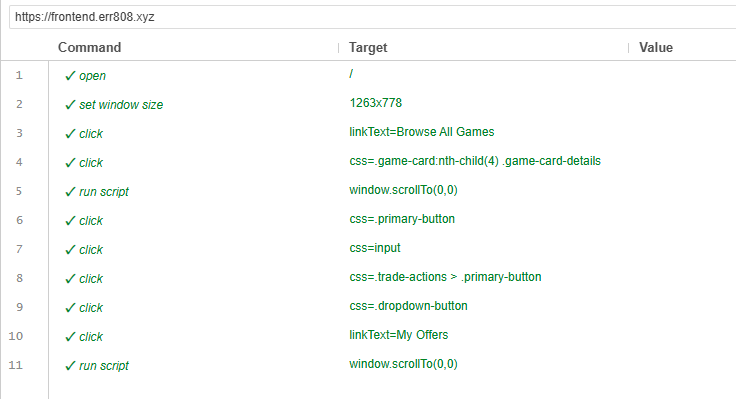 https://frontend.err808.xyz
Command Target Value
1 ✓ open /
2 ✓ set window size 1263x778
3 ✓ click linkText=Browse All Games
4 ✓ click css=.game-card:nth-child(4) .game-card-details
5 ✓ run script window.scrollTo(0,0)
6 ✓ click css=.primary-button
7 ✓ click css=input
8 ✓ click css=.trade-actions > .primary-button
9 ✓ click css=.dropdown-button
10 ✓ click linkText=My Offers
11 ✓ run script window.scrollTo(0,0)